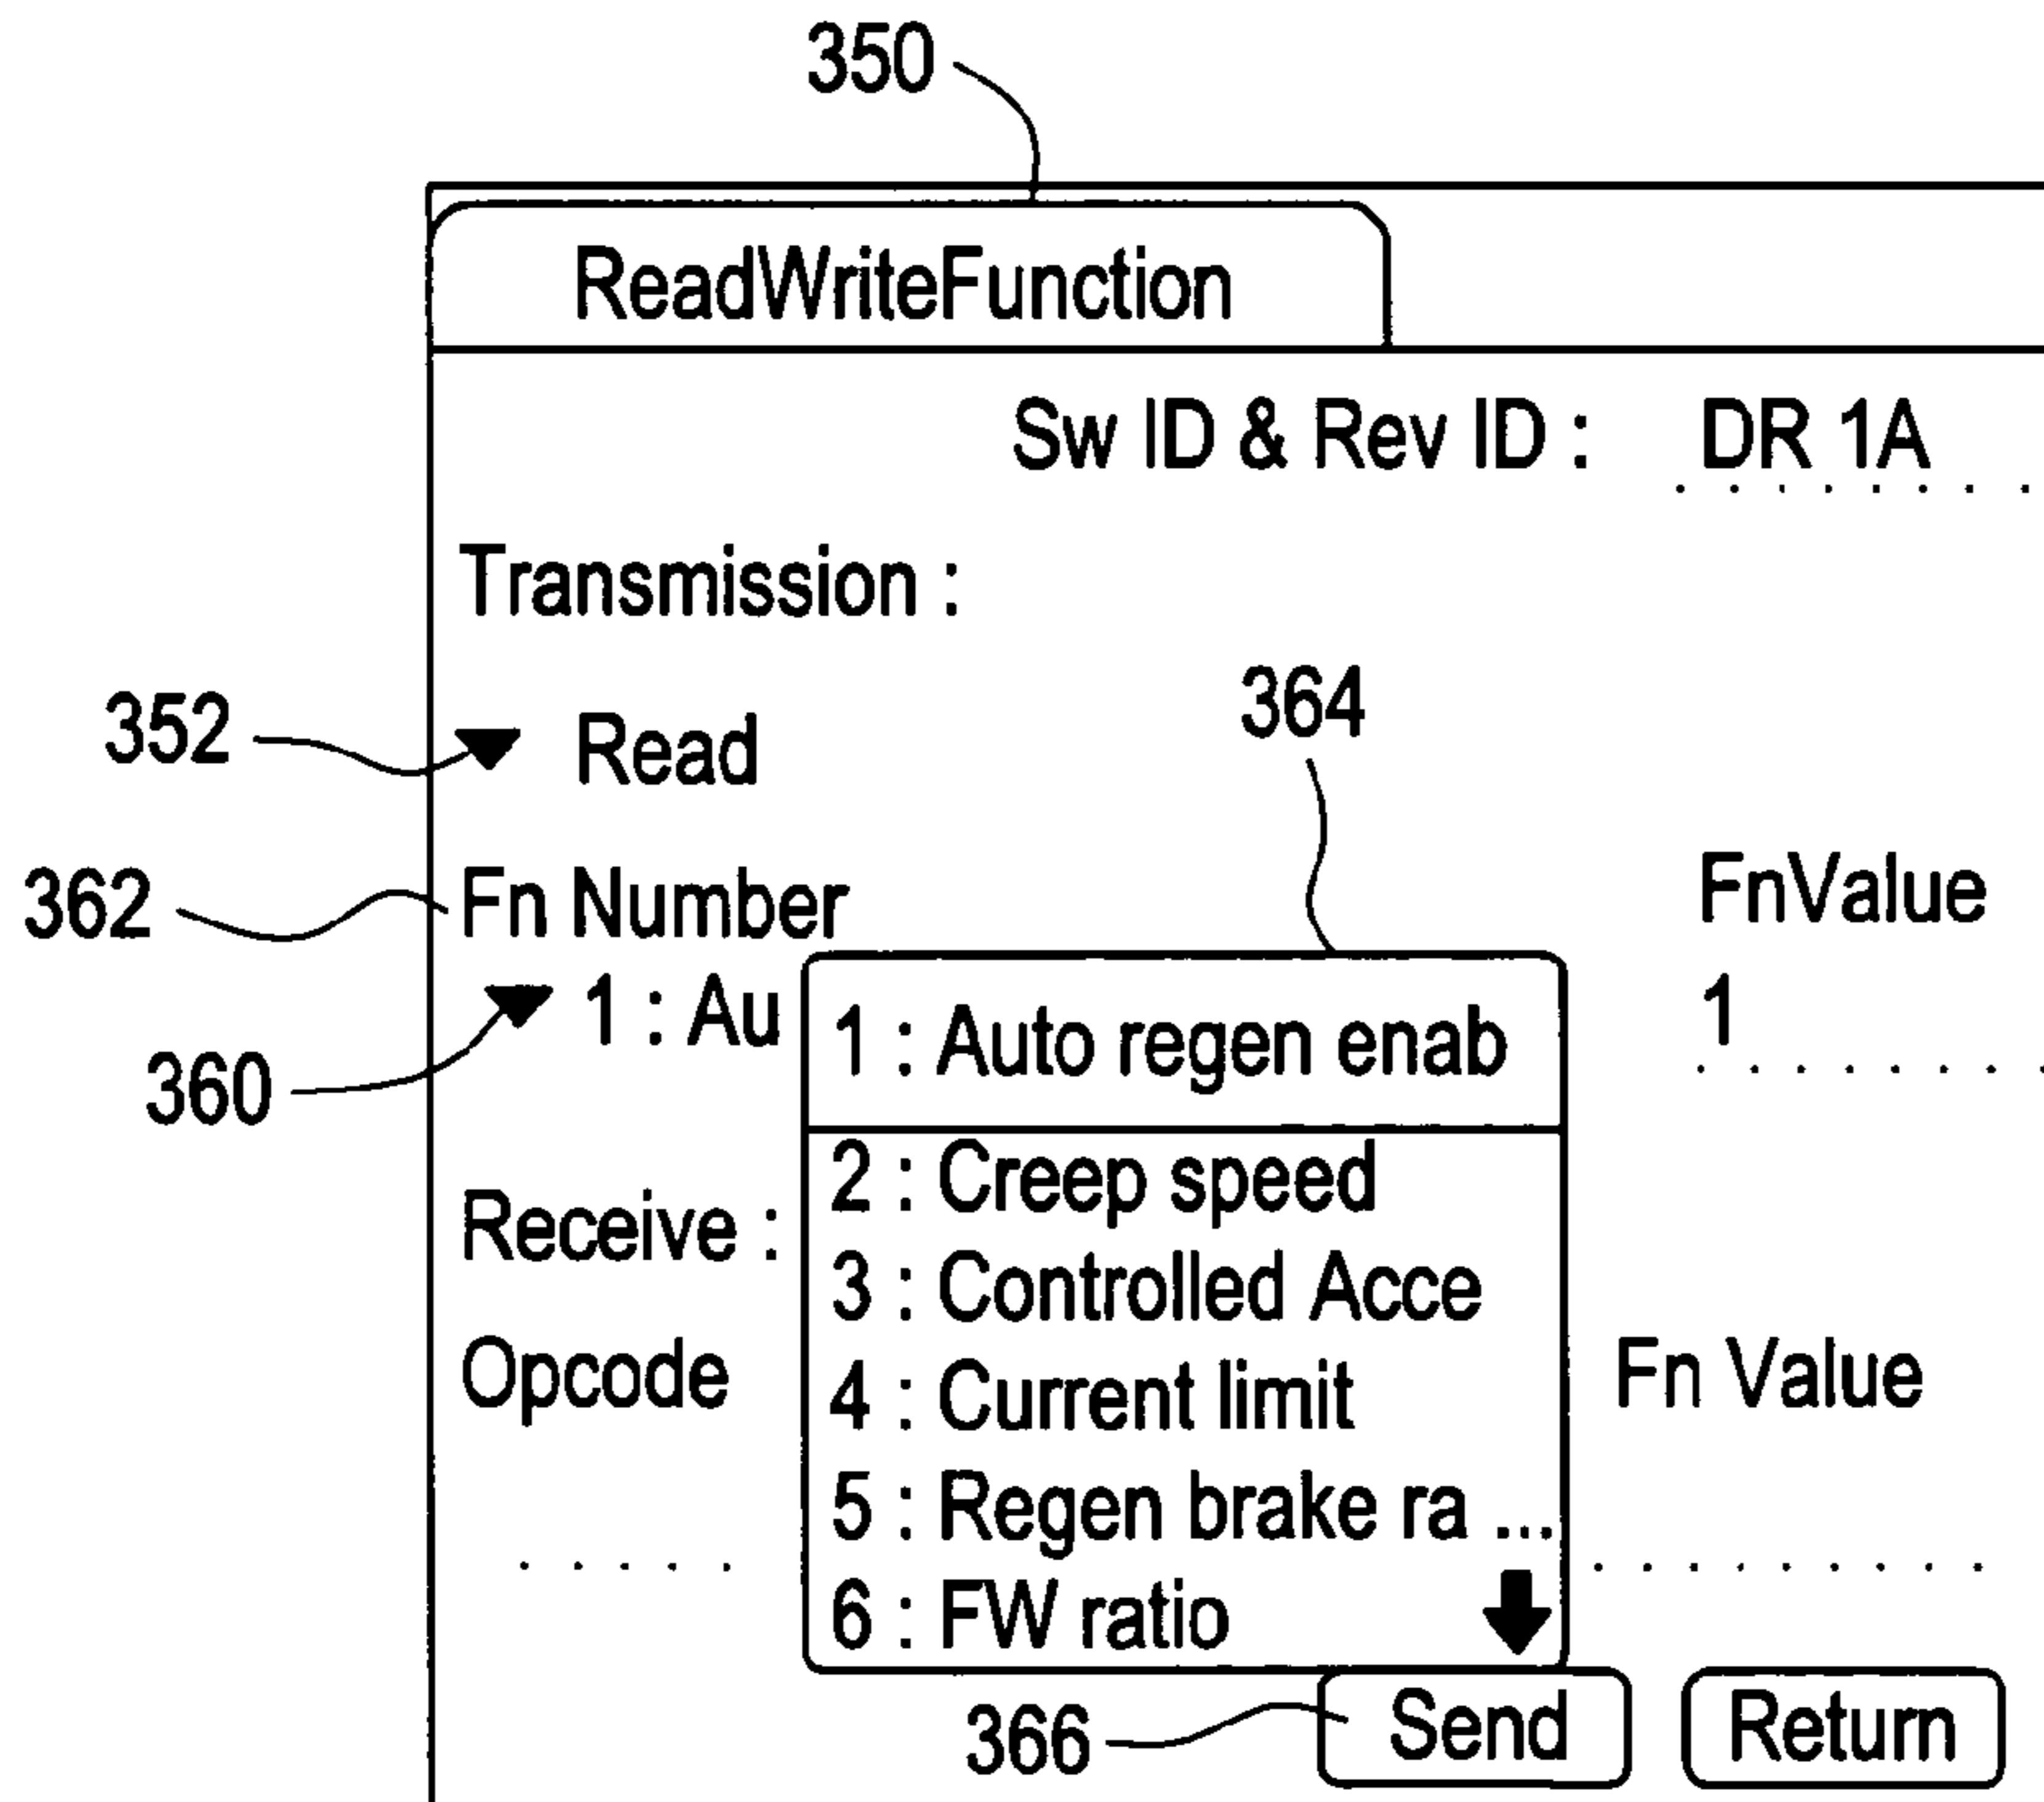 350
ReadWriteFunction
Sw ID & Rev ID : DR 1A
Transmission :
352 Read 364
362 Fn Number FnValue
1 : Au 1 : Auto regen enab 1
360
2 : Creep speed
Receive :
3 : Controlled Acce
Opcode 4 : Current limit Fn Value
5 : Regen brake ra ...
6 : FW ratio
366 Send Return